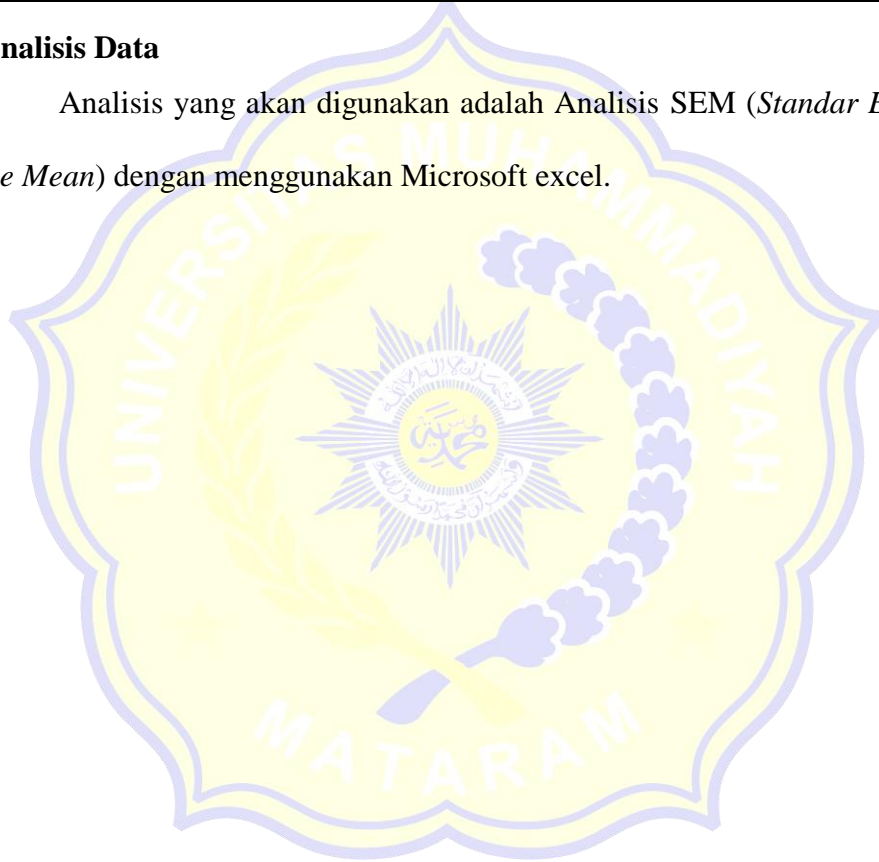 nalisis Data
Analisis yang akan digunakan adalah Analisis SEM (Standar E
e Mean) dengan menggunakan Microsoft excel.
UNIVERSITAS MUHAMMADIYAH
MATARAM